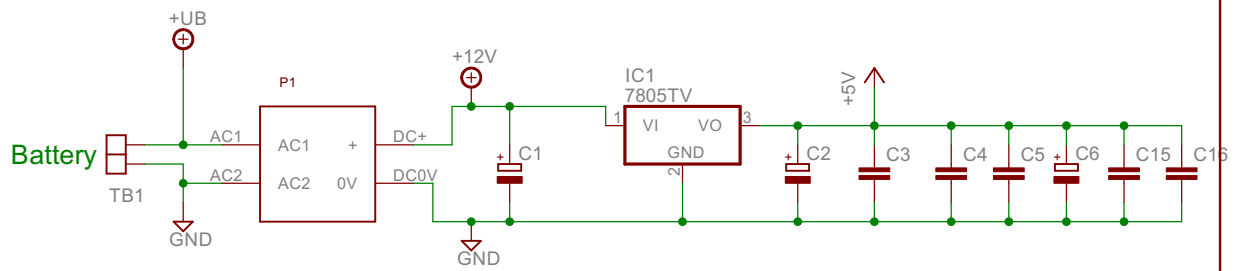 +UB
P1
+12V
IC1
7805TV
+5V
Battery
TB1
AC1
AC2
AC1
AC2
+
0V
DC+
DC0V
GND
GND
+
C1
1
VI
VO
3
GND
2
+
C2
C3
C4
C5
+
C6
C15
C16